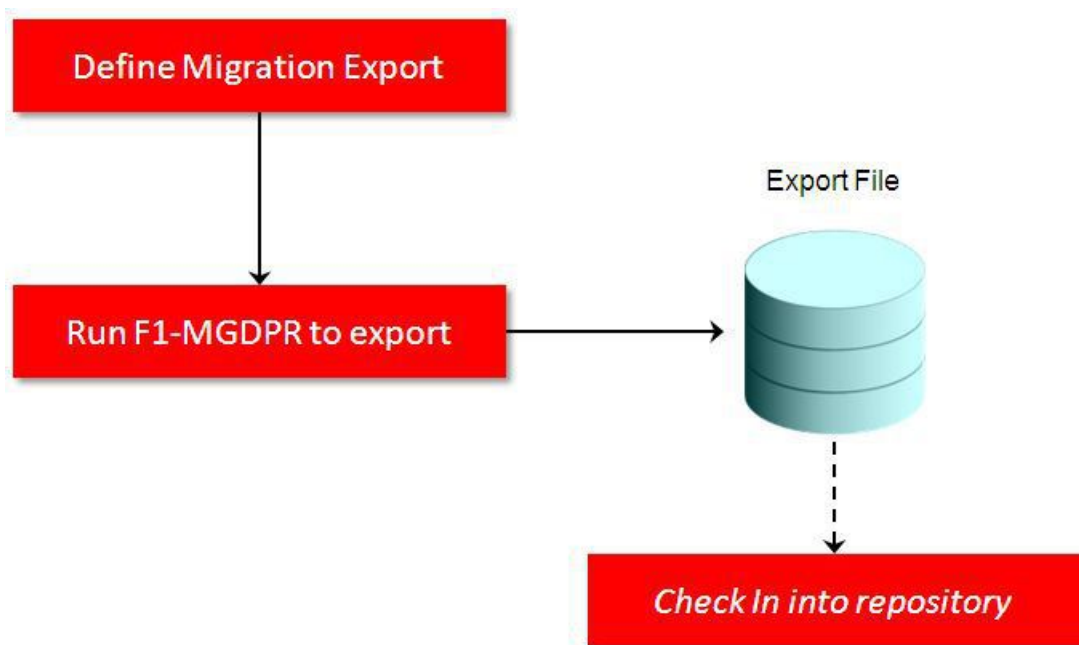 Define Migration Export
Export File
Run F1-MGDPR to export
Check In into repository